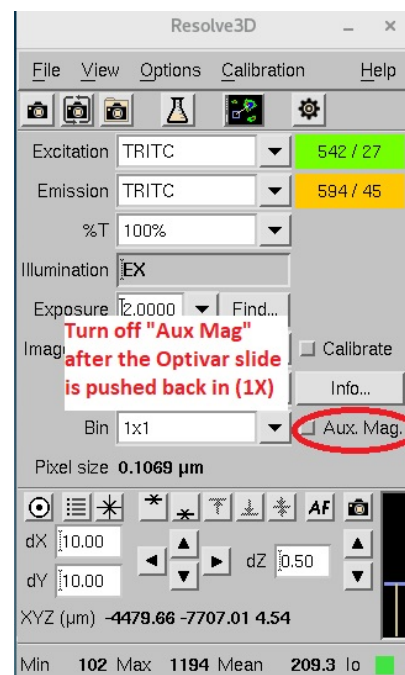 Resolve3D
File View Options Calibration Help
Excitation TRITC 542 / 27
Emission TRITC 594 / 45
%T 100%
Illumination EX
Exposure 2.0000 Find...
Turn off "Aux Mag"
Imag after the Optivar slide Calibrate
is pushed back in (1X) Info...
Bin 1x1 Aux. Mag.
Pixel size 0.1069 µm
AF
dX 10.00
dZ 0.50
dY 10.00
XYZ (µm) -4479.66 -7707.01 4.54
Min 102 Max 1194 Mean 209.3 Io